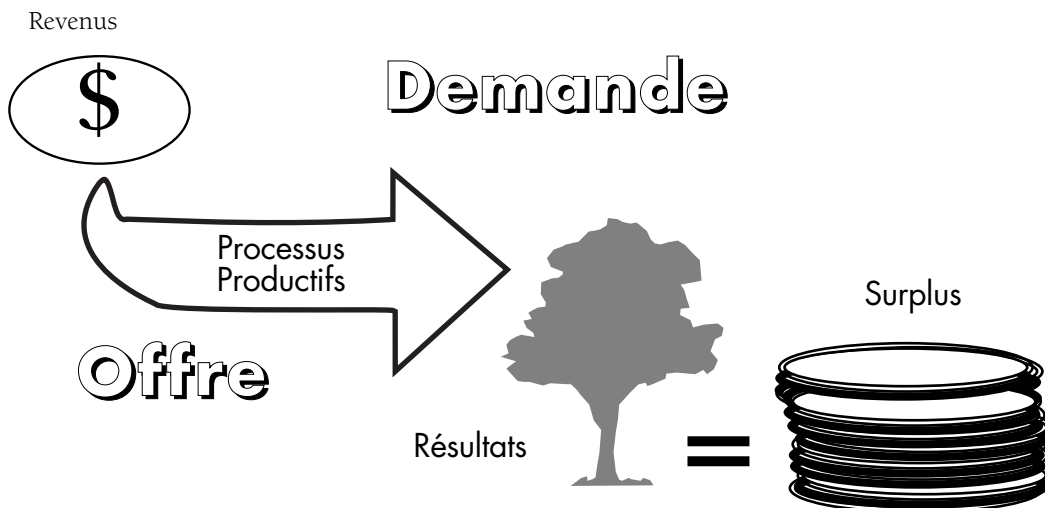 Revenus
$
Demande
Processus
Productifs
Offre
Surplus
Résultats
=